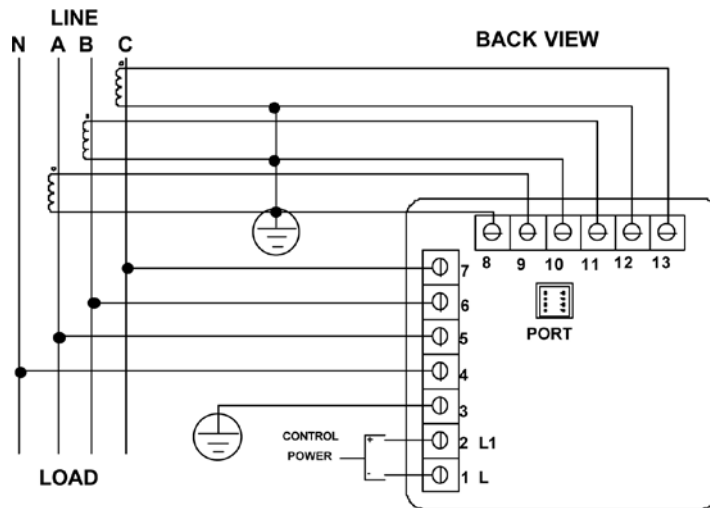 LINE
N A B C
BACK VIEW
8 9 10 11 12 13
7
6
PORT
5
4
3
CONTROL
POWER
+
2 L1
-
1 L
LOAD